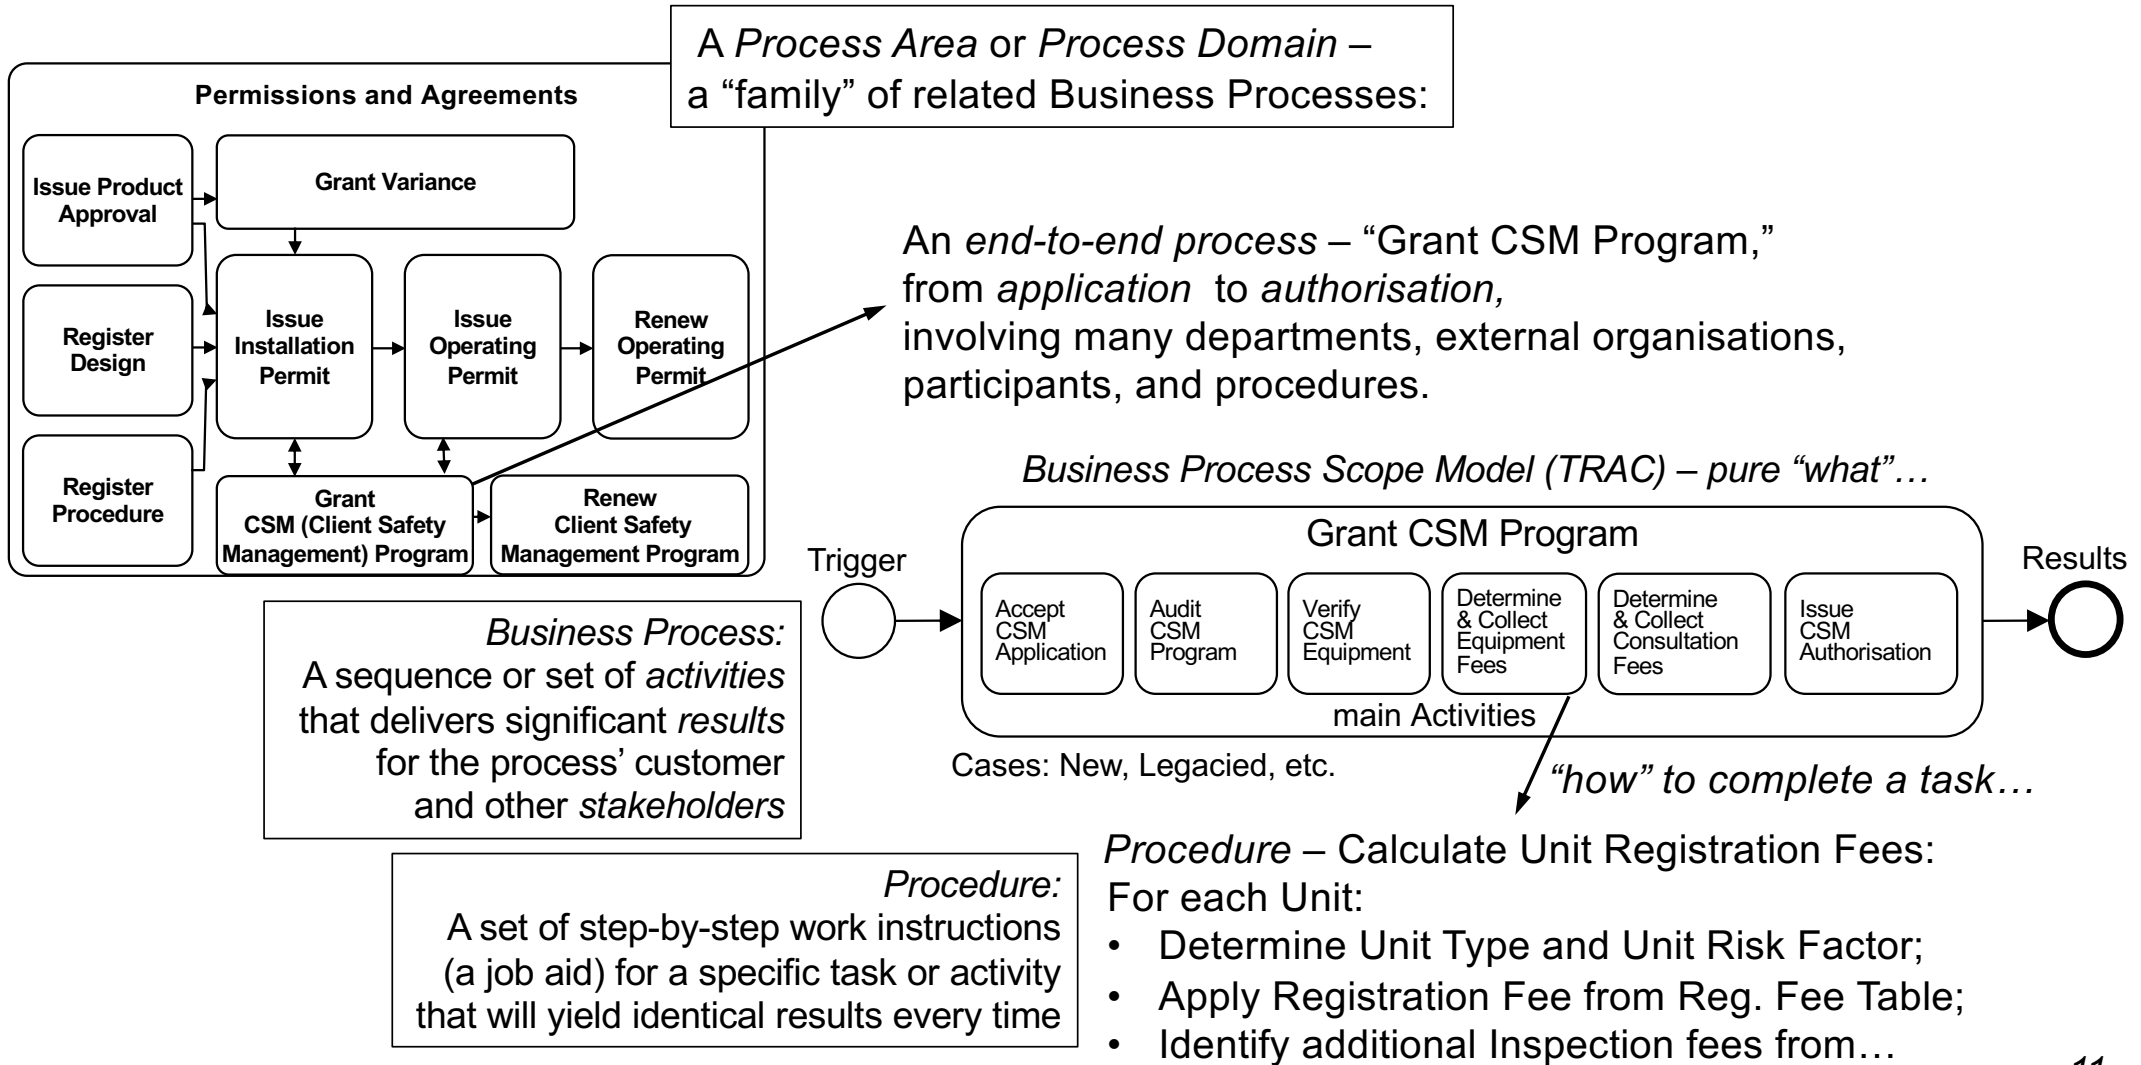 A Process Area or Process Domain –
a “family” of related Business Processes:
Permissions and Agreements
Issue Product
Approval
Grant Variance
Register
Design
Issue
Installation
Permit
Issue
Operating
Permit
Renew
Operating
Permit
Register
Procedure
Grant
CSM (Client Safety
Management) Program
Renew
Client Safety
Management Program
An end-to-end process – “Grant CSM Program,”
from application to authorisation,
involving many departments, external organisations,
participants, and procedures.
Business Process Scope Model (TRAC) – pure “what”…
Trigger
Grant CSM Program
Accept
CSM
Application
Audit
CSM
Program
Verify
CSM
Equipment
Determine
& Collect
Equipment
Fees
Determine
& Collect
Consultation
Fees
Issue
CSM
Authorisation
main Activities
Results
Cases: New, Legacied, etc.
“how” to complete a task…
Business Process:
A sequence or set of activities
that delivers significant results
for the process’ customer
and other stakeholders
Procedure:
A set of step-by-step work instructions
(a job aid) for a specific task or activity
that will yield identical results every time
Procedure – Calculate Unit Registration Fees:
For each Unit:
• Determine Unit Type and Unit Risk Factor;
• Apply Registration Fee from Reg. Fee Table;
• Identify additional Inspection fees from…